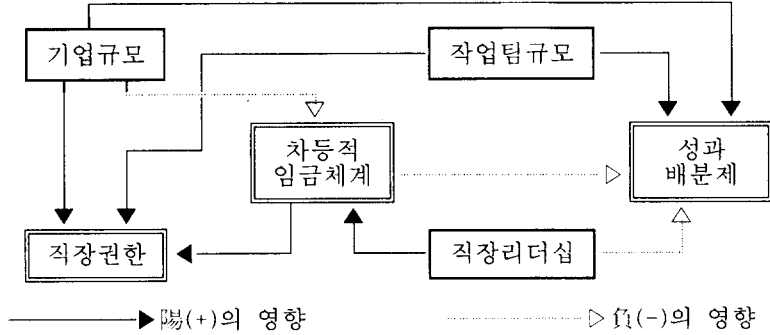 기업규모
작업팀규모
차등적
임금체계
성과
배분제
직장권한
직장리더십
陽(+)의 영향
負(-)의 영향